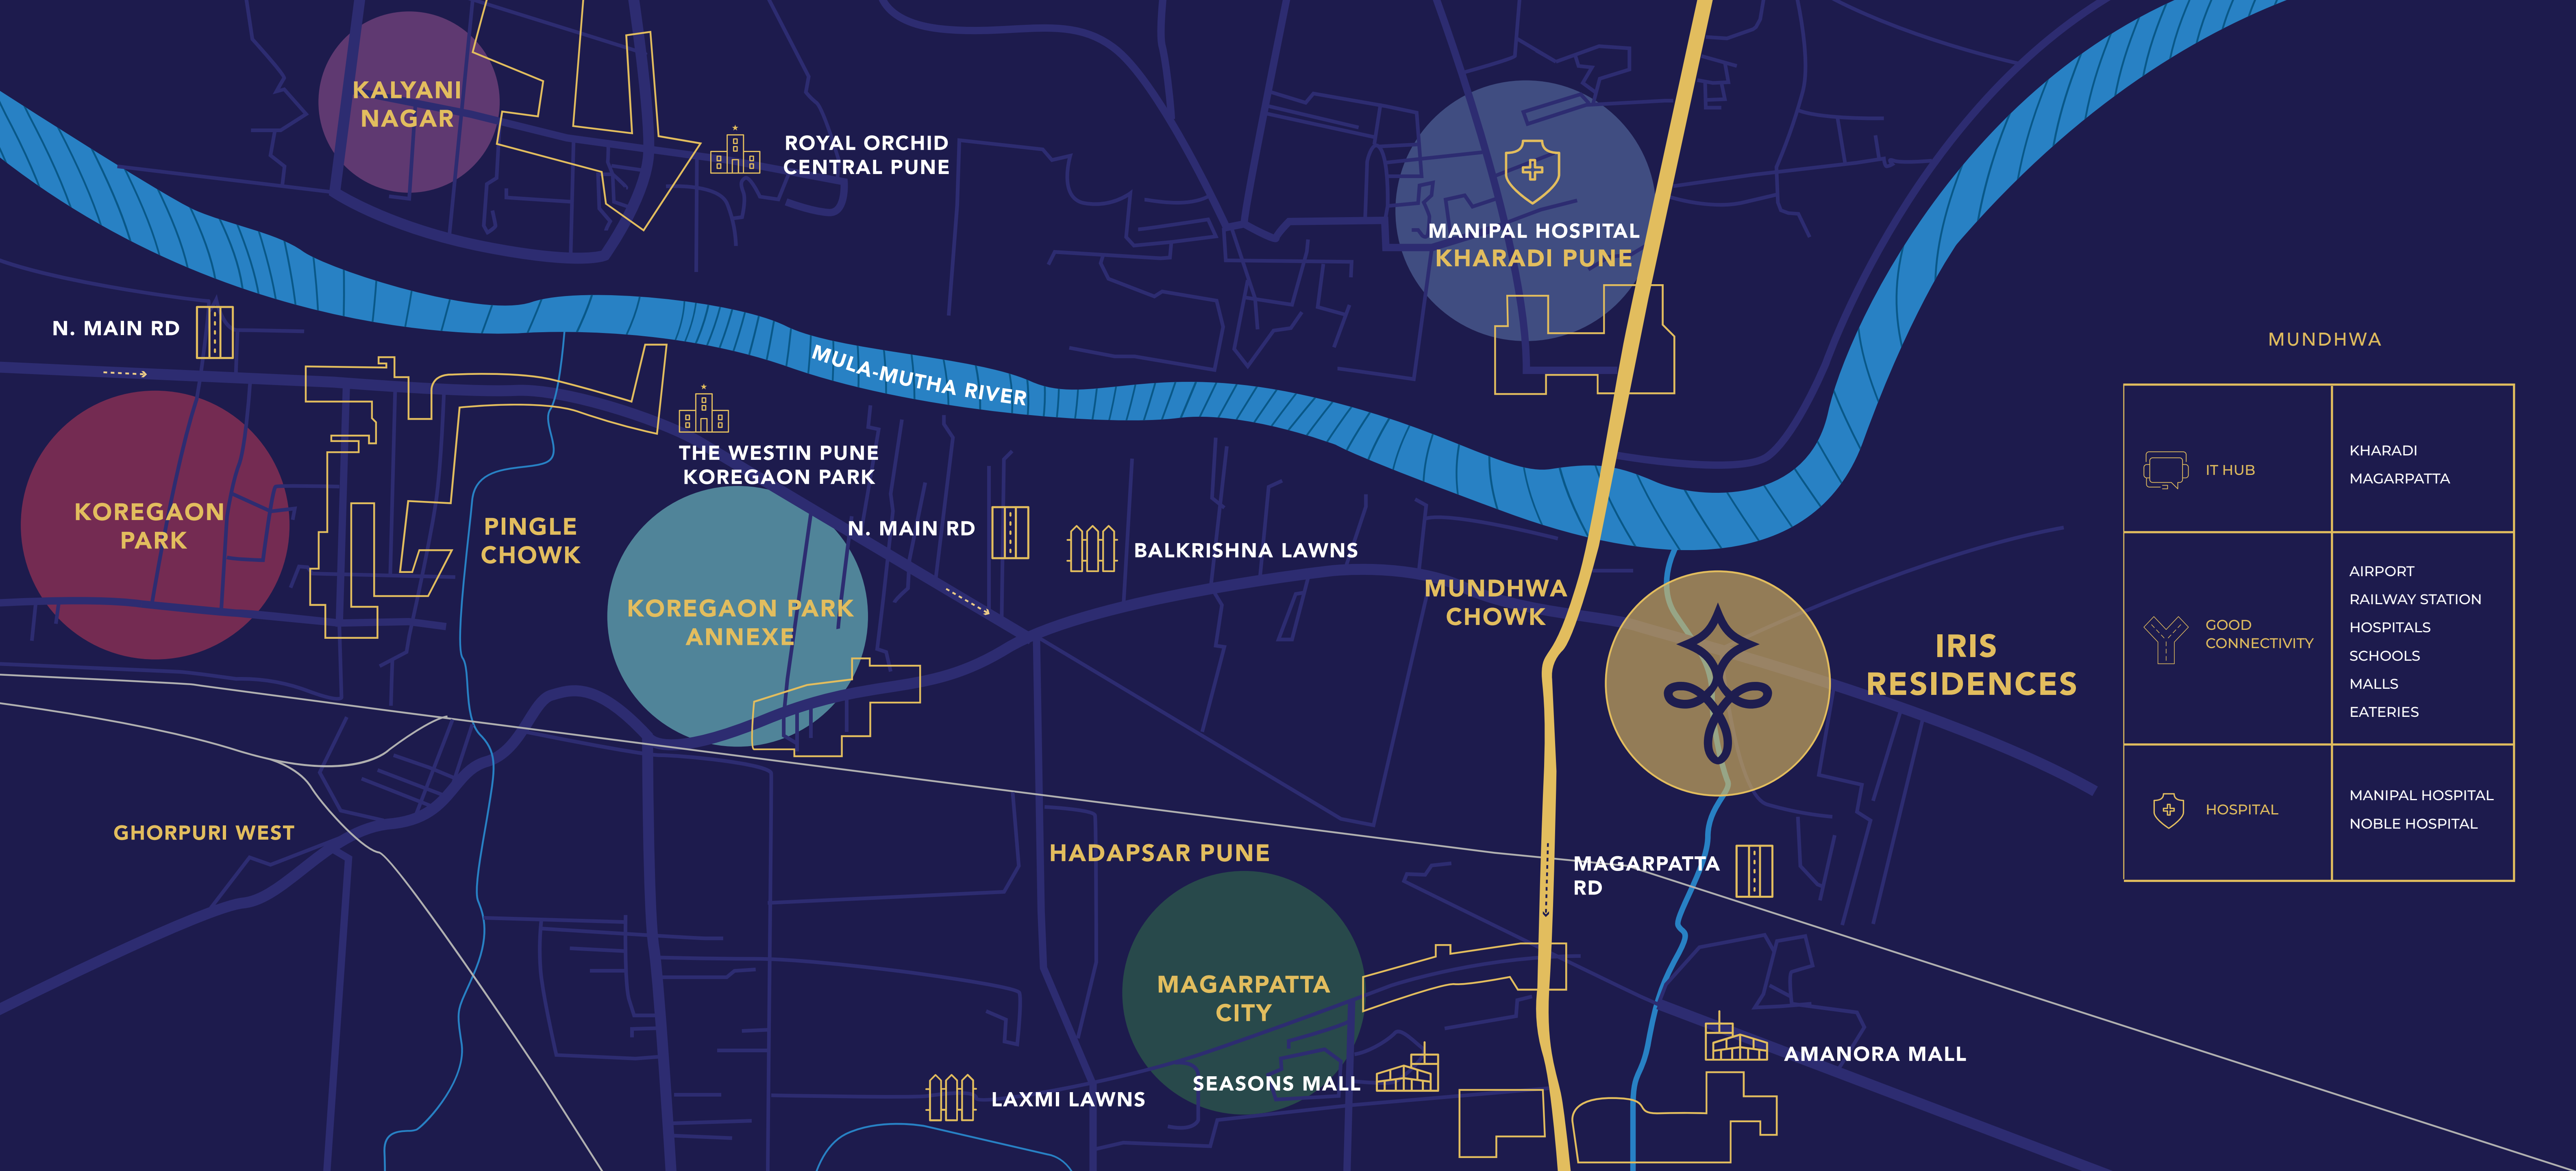 KALYANI
NAGAR
ROYAL ORCHID
CENTRAL PUNE
MANIPAL HOSPITAL
KHARADI PUNE
N. MAIN RD
MULA-MUTHA RIVER
THE WESTIN PUNE
KOREGAON PARK
KOREGAON
PARK
PINGLE
CHOWK
N. MAIN RD
BALKRISHNA LAWNS
KOREGAON PARK
ANNEXE
MUNDHWA
CHOWK
IRIS
RESIDENCES
GHORPURI WEST
HADAPSAR PUNE
MAGARPATTA
RD
MAGARPATTA
CITY
SEASONS MALL
AMANORA MALL
LAXMI LAWNS
MUNDHWA
IT HUB
KHARADI
MAGARPATTA
GOOD
CONNECTIVITY
AIRPORT
RAILWAY STATION
HOSPITALS
SCHOOLS
MALLS
EATERIES
HOSPITAL
MANIPAL HOSPITAL
NOBLE HOSPITAL